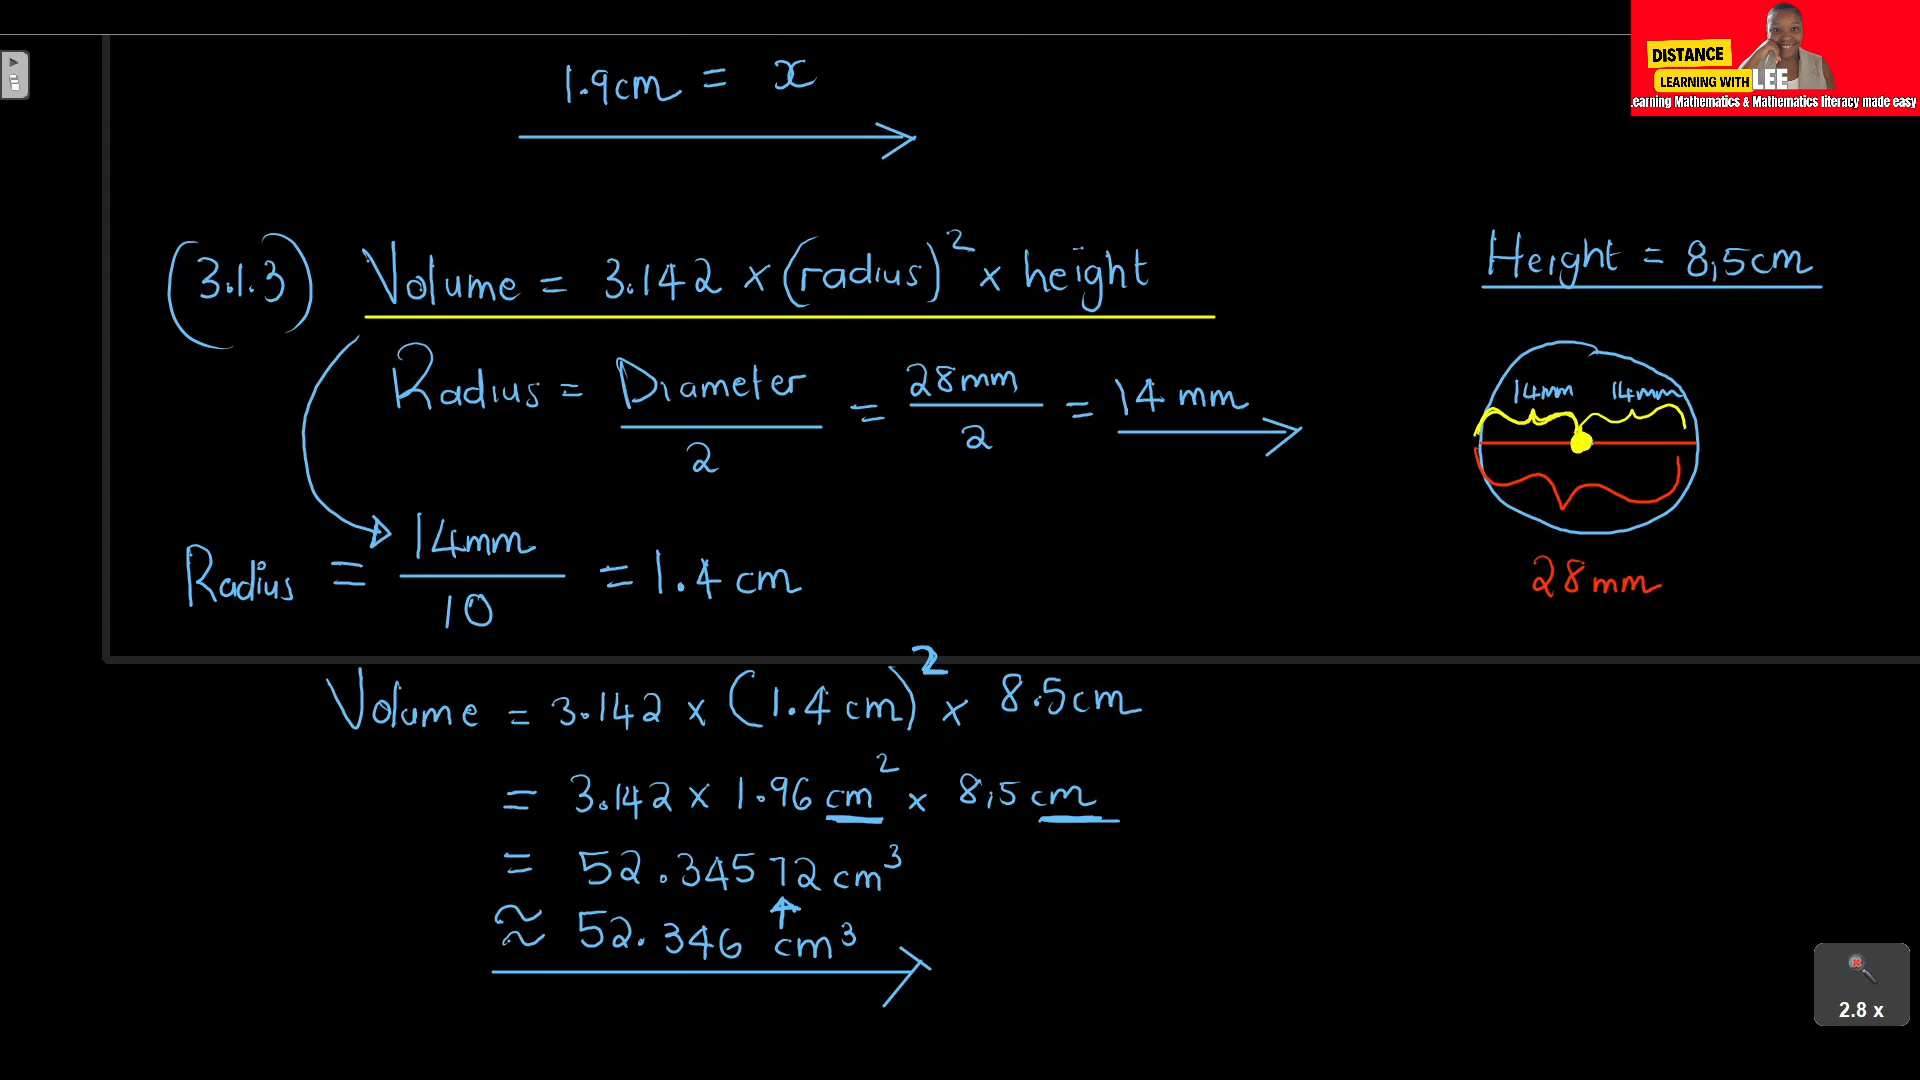 DISTANCE
LEARNING WITH LEE
earning Mathematics & Mathematics literacy made easy
1.9cm = x
(3.1.3) Volume = 3.142 × (radius)² × height
Height = 8,5cm
Radius = Diameter / 2 = 28mm / 2 = 14 mm
14mm 14mm
28mm
Radius = 14mm / 10 = 1.4 cm
Volume = 3.142 × (1.4 cm)² × 8.5cm
= 3.142 × 1.96 cm² × 8,5 cm
= 52.34572 cm³
≈ 52.346 cm³
2.8 x